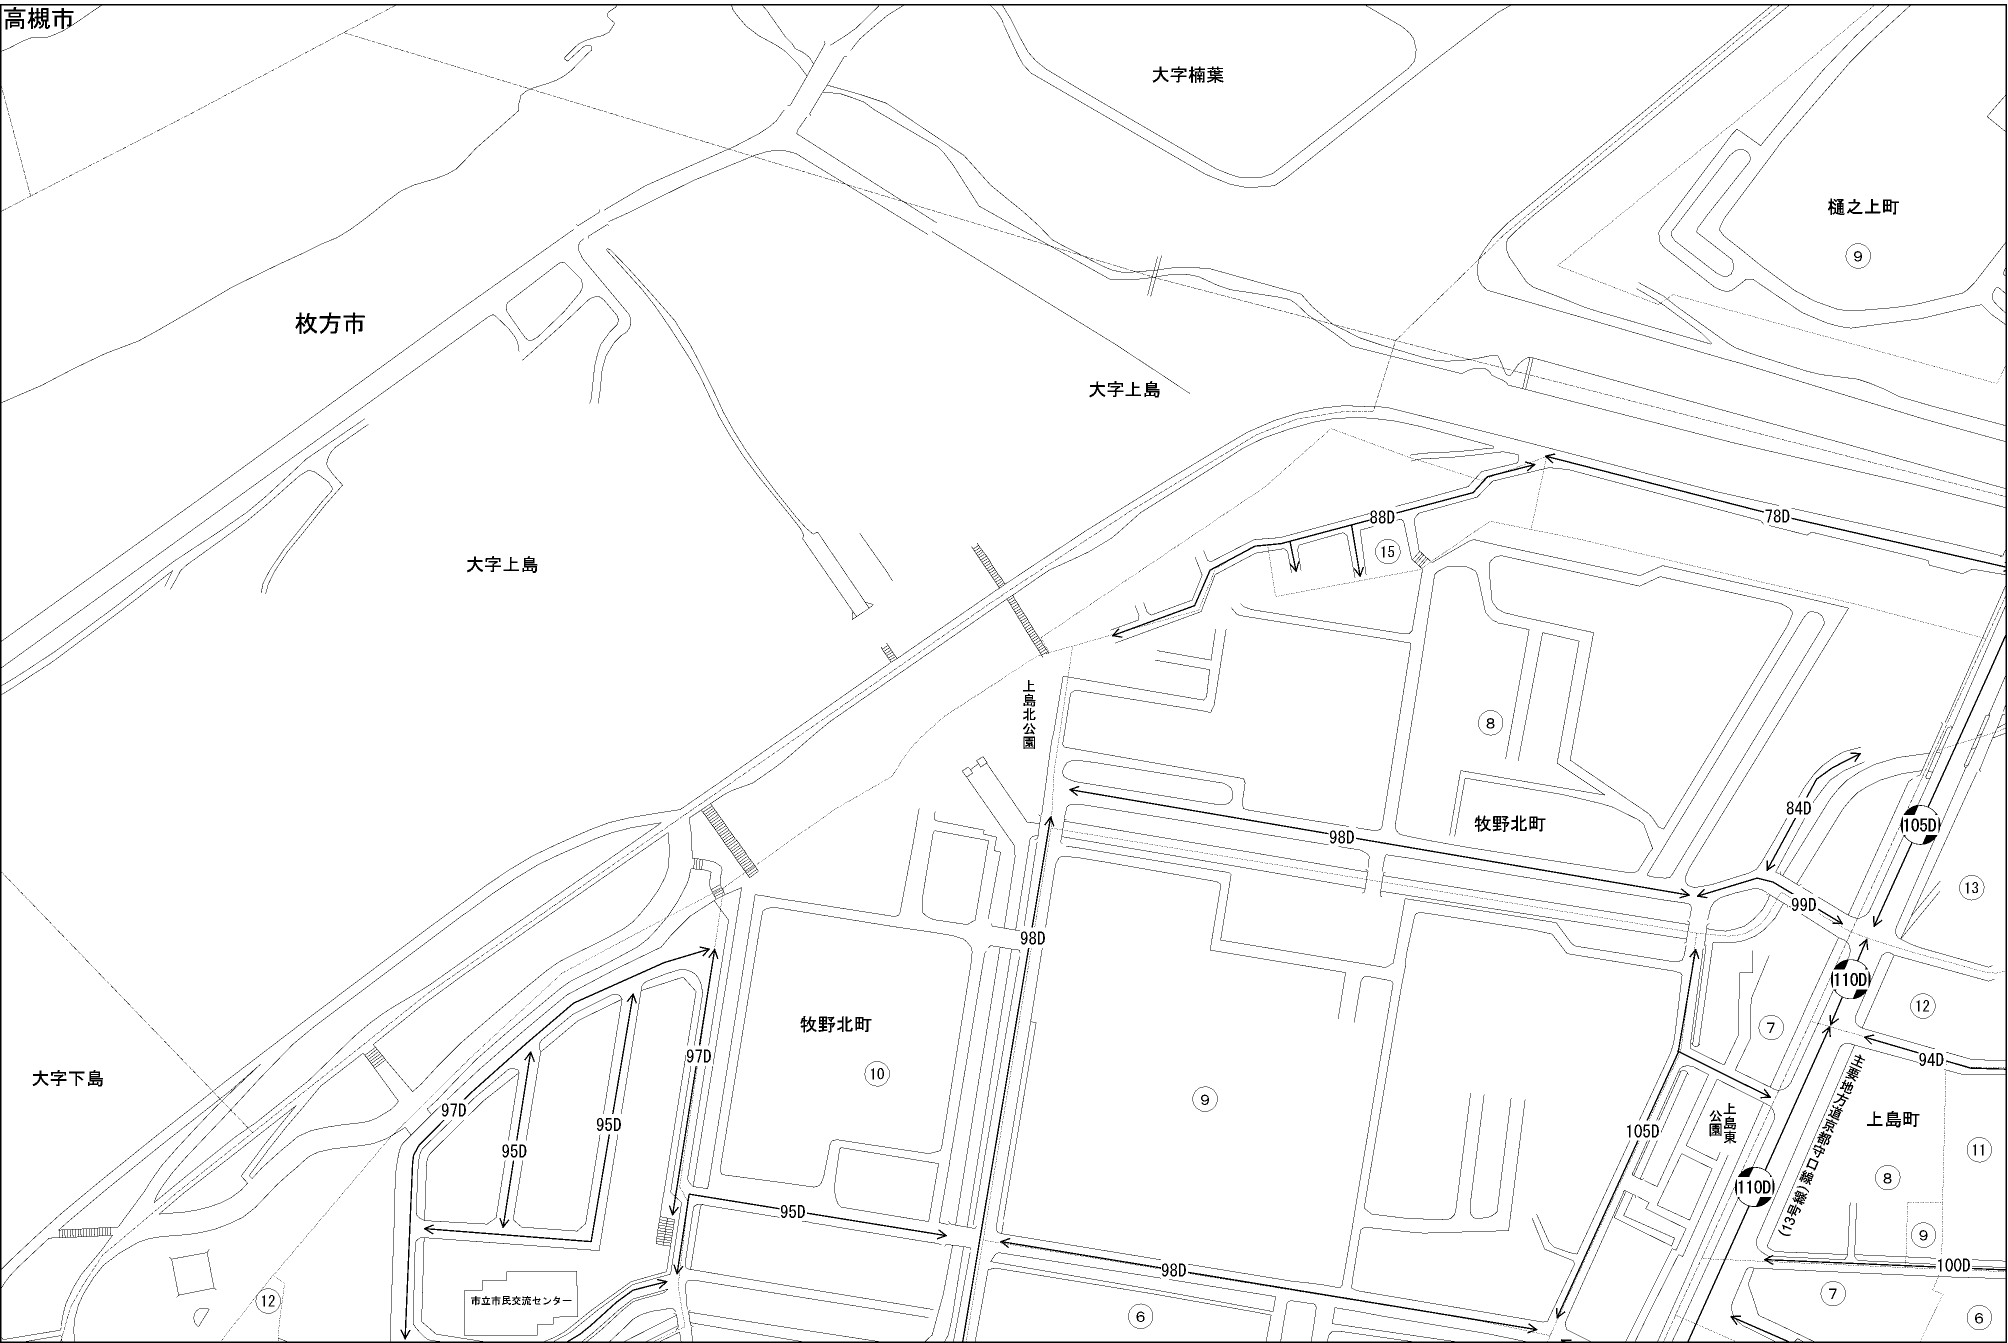 高槻市
大字楠葉
樋之上町
9
枚方市
大字上島
88D
78D
15
大字上島
上島北公園
8
84D
105D
98D
牧野北町
13
99D
98D
110D
12
牧野北町
7
97D
94D
10
大字下島
9
主要地方道京都守口線
(13号線)
上島東
公園
上島町
97D
95D
95D
105D
11
8
110D
95D
9
98D
100D
12
市立市民交流センター
6
7
6